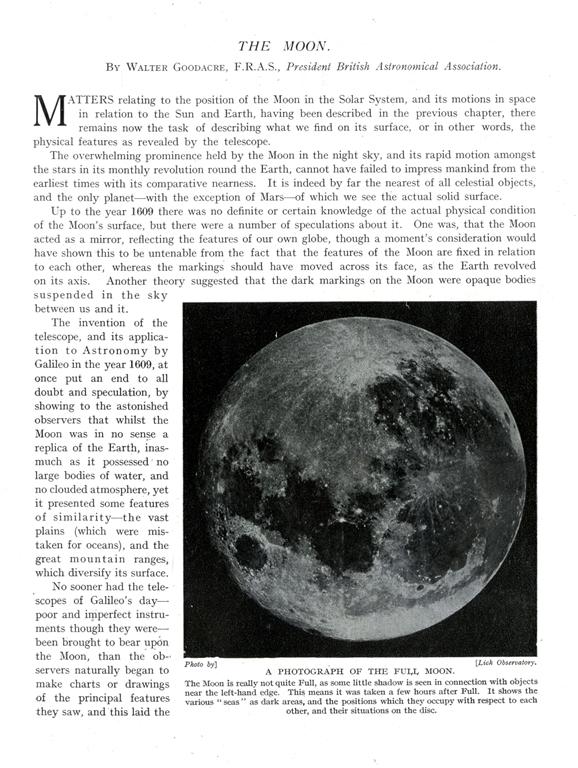 THE MOON.
BY WALTER GOODACRE, F.R.A.S., President British Astronomical Association.
MATTERS relating to the position of the Moon in the Solar System, and its motions in space
in relation to the Sun and Earth, having been described in the previous chapter, there
remains now the task of describing what we find on its surface, or in other words, the
physical features as revealed by the telescope.
The overwhelming prominence held by the Moon in the night sky, and its rapid motion amongst
the stars in its monthly revolution round the Earth, cannot have failed to impress mankind from the
earliest times with its comparative nearness. It is indeed by far the nearest of all celestial objects,
and the only planet—with the exception of Mars—of which we see the actual solid surface.
Up to the year 1609 there was no definite or certain knowledge of the actual physical condition
of the Moon's surface, but there were a number of speculations about it. One was, that the Moon
acted as a mirror, reflecting the features of our own globe, though a moment's consideration would
have shown this to be untenable from the fact that the features of the Moon are fixed in relation
to each other, whereas the markings should have moved across its face, as the Earth revolved
on its axis. Another theory suggested that the dark markings on the Moon were opaque bodies
suspended in the sky
between us and it.
The invention of the
telescope, and its applica-
tion to Astronomy by
Galileo in the year 1609, at
once put an end to all
doubt and speculation, by
showing to the astonished
observers that whilst the
Moon was in no sense a
replica of the Earth, inas-
much as it possessed no
large bodies of water, and
no clouded atmosphere, yet
it presented some features
of similarity—the vast
plains (which were mis-
taken for oceans), and the
great mountain ranges,
which diversify its surface.
No sooner had the tele-
scopes of Galileo's day—
poor and imperfect instru-
ments though they were—
been brought to bear upon
the Moon, than the ob-
servers naturally began to
make charts or drawings
of the principal features
they saw, and this laid the
Photo by] [Lick Observatory.
A PHOTOGRAPH OF THE FULL MOON.
The Moon is really not quite Full, as some little shadow is seen in connection with objects
near the left-hand edge. This means it was taken a few hours after Full. It shows the
various "seas" as dark areas, and the positions which they occupy with respect to each
other, and their situations on the disc.